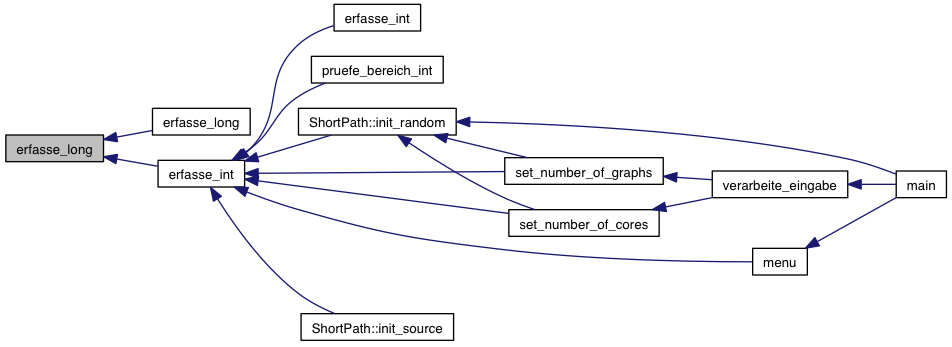 erfasse_int
pruefe_bereich_int
erfasse_long
ShortPath::init_random
erfasse_long
erfasse_int
set_number_of_graphs
verarbeite_eingabe
main
set_number_of_cores
menu
ShortPath::init_source